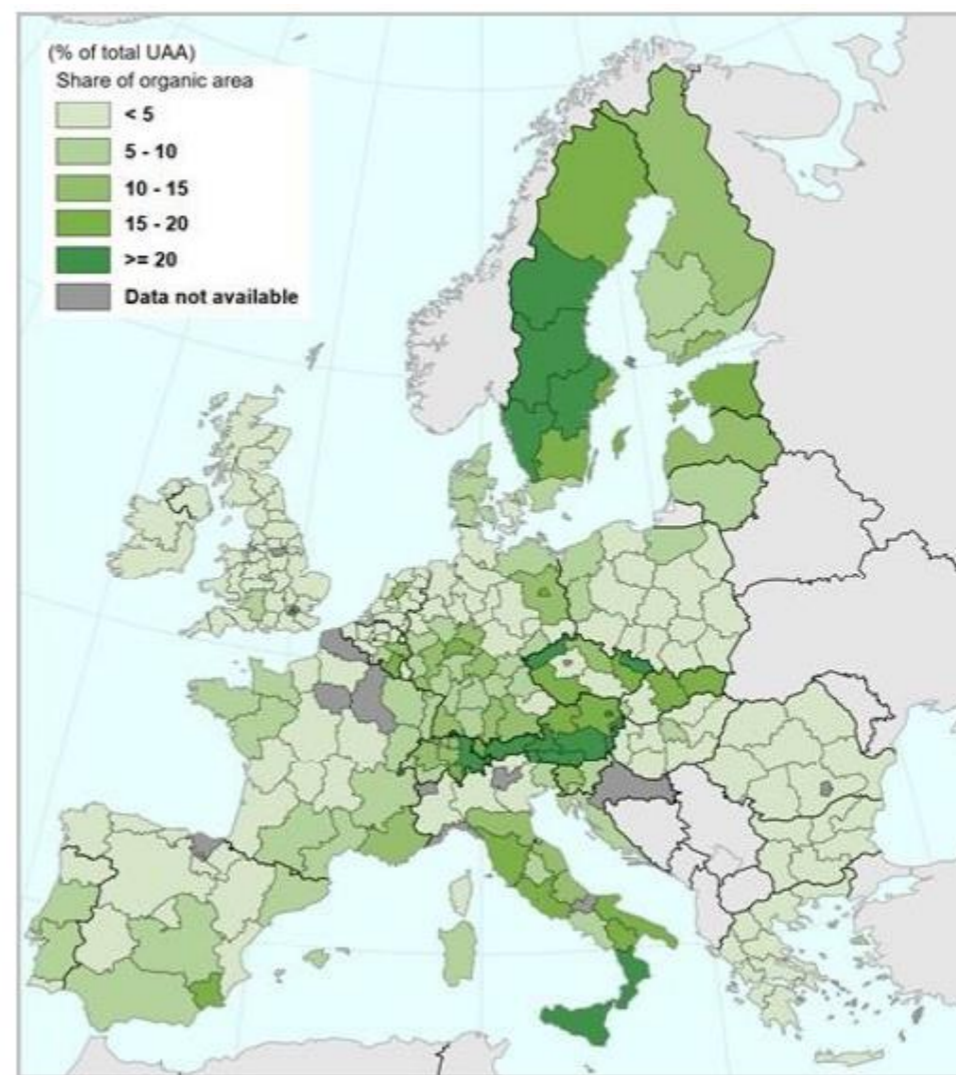 (% of total UAA)
Share of organic area
< 5
5 - 10
10 - 15
15 - 20
>= 20
Data not available